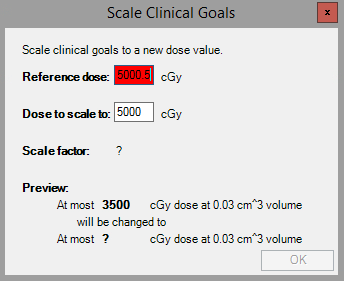 Scale Clinical Goals
x
Scale clinical goals to a new dose value.
Reference dose: 5000.5 cGy
Dose to scale to: 5000 cGy
Scale factor: ?
Preview:
At most 3500 cGy dose at 0.03 cm^3 volume
will be changed to
At most ? cGy dose at 0.03 cm^3 volume
OK